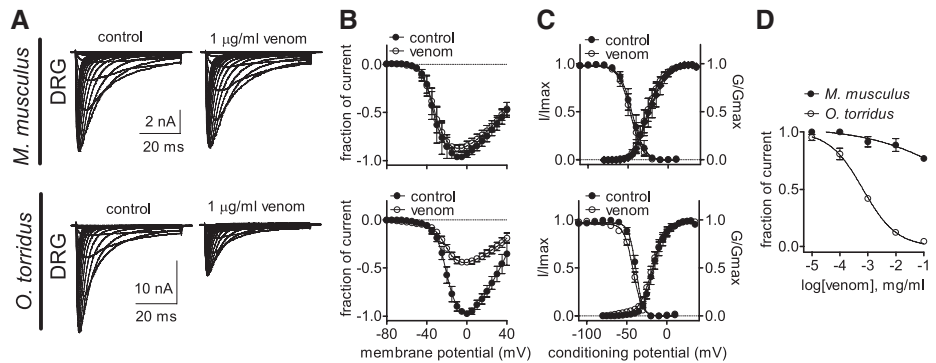 A
M. musculus
DRG
control
1 μg/ml venom
2 nA
20 ms
O. torridus
DRG
control
1 μg/ml venom
10 nA
20 ms
B
control
venom
0.0
-0.5
-1.0
fraction of current
control
venom
0.0
-0.5
-1.0
fraction of current
-80 -40 0 40
membrane potential (mV)
C
control
venom
1.0
0.5
0.0
I/Imax
1.0
0.5
0.0
G/Gmax
control
venom
1.0
0.5
0.0
I/Imax
1.0
0.5
0.0
G/Gmax
-100 -50 0
conditioning potential (mV)
D
M. musculus
O. torridus
1.0
0.5
0.0
fraction of current
-5 -4 -3 -2 -1
log[venom], mg/ml